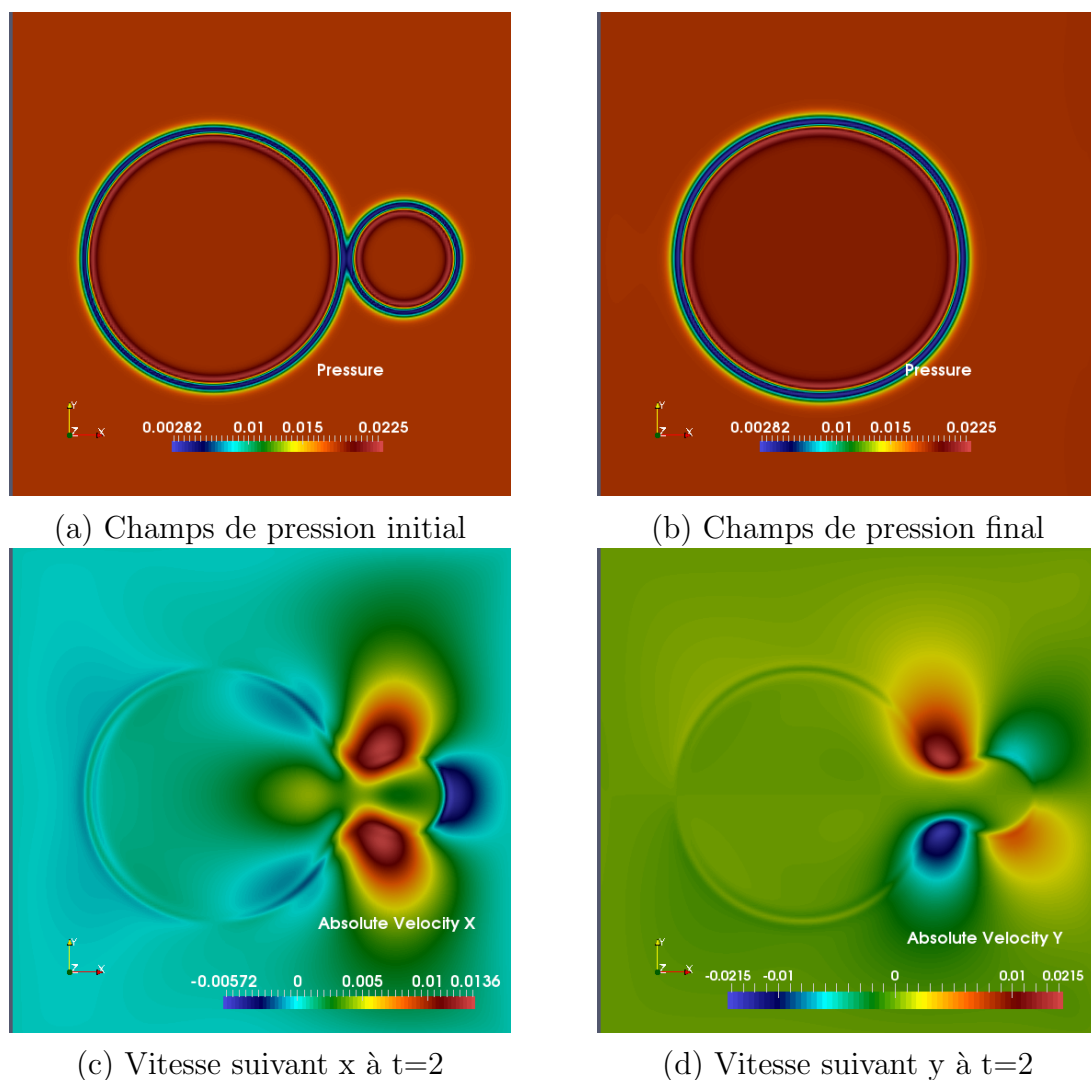 Pressure
Y
Z X
0.00282 0.01 0.015 0.0225
(a) Champs de pression initial
Pressure
Y
Z X
0.00282 0.01 0.015 0.0225
(b) Champs de pression final
Absolute Velocity X
Y
Z X
-0.00572 0 0.005 0.01 0.0136
(c) Vitesse suivant x à t=2
Absolute Velocity Y
Y
Z X
-0.0215 -0.01 0 0.01 0.0215
(d) Vitesse suivant y à t=2